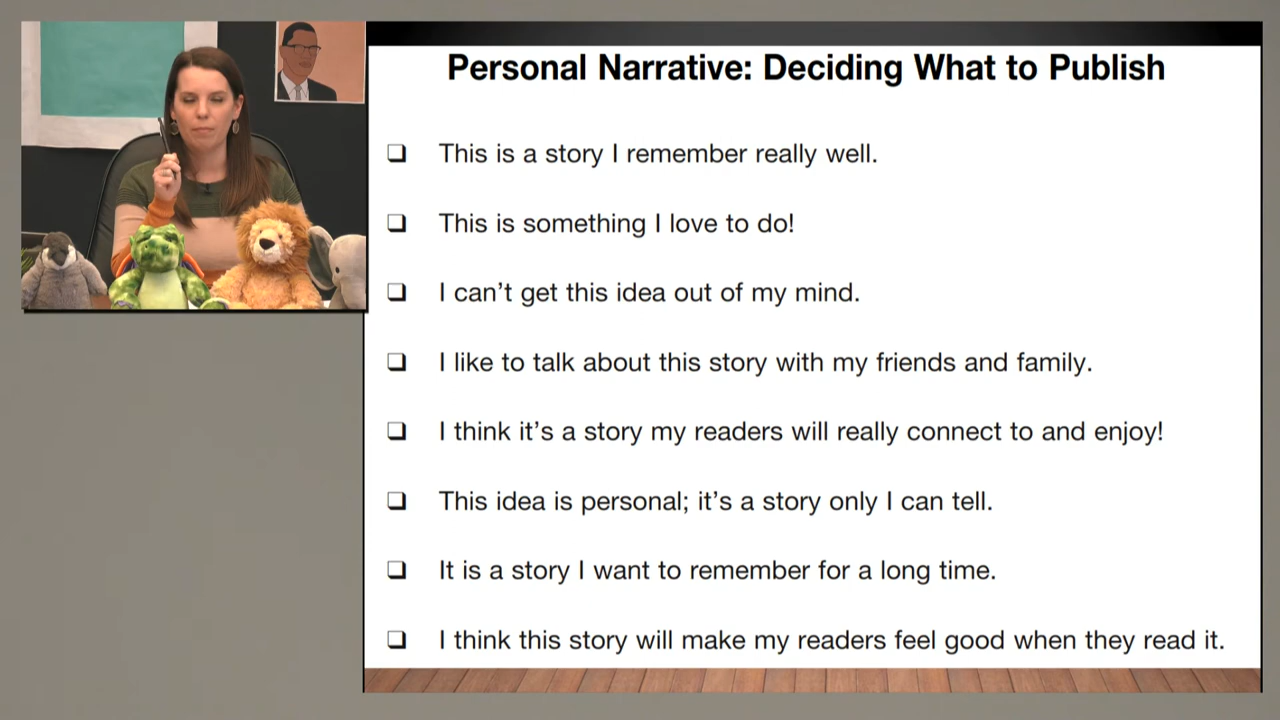 Personal Narrative: Deciding What to Publish
This is a story I remember really well.
This is something I love to do!
I can't get this idea out of my mind.
I like to talk about this story with my friends and family.
I think it's a story my readers will really connect to and enjoy!
This idea is personal; it's a story only I can tell.
It is a story I want to remember for a long time.
I think this story will make my readers feel good when they read it.